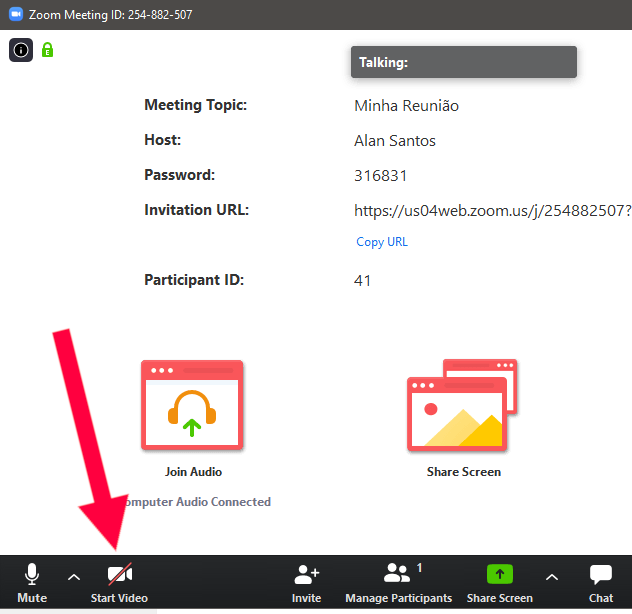 Zoom Meeting ID: 254-882-507
E
Talking:
Meeting Topic: Minha Reunião
Host: Alan Santos
Password: 316831
Invitation URL: https://us04web.zoom.us/j/254882507?
Copy URL
Participant ID: 41
Join Audio Share Screen
omputer Audio Connected
1
Mute Start Video Invite Manage Participants Share Screen Chat